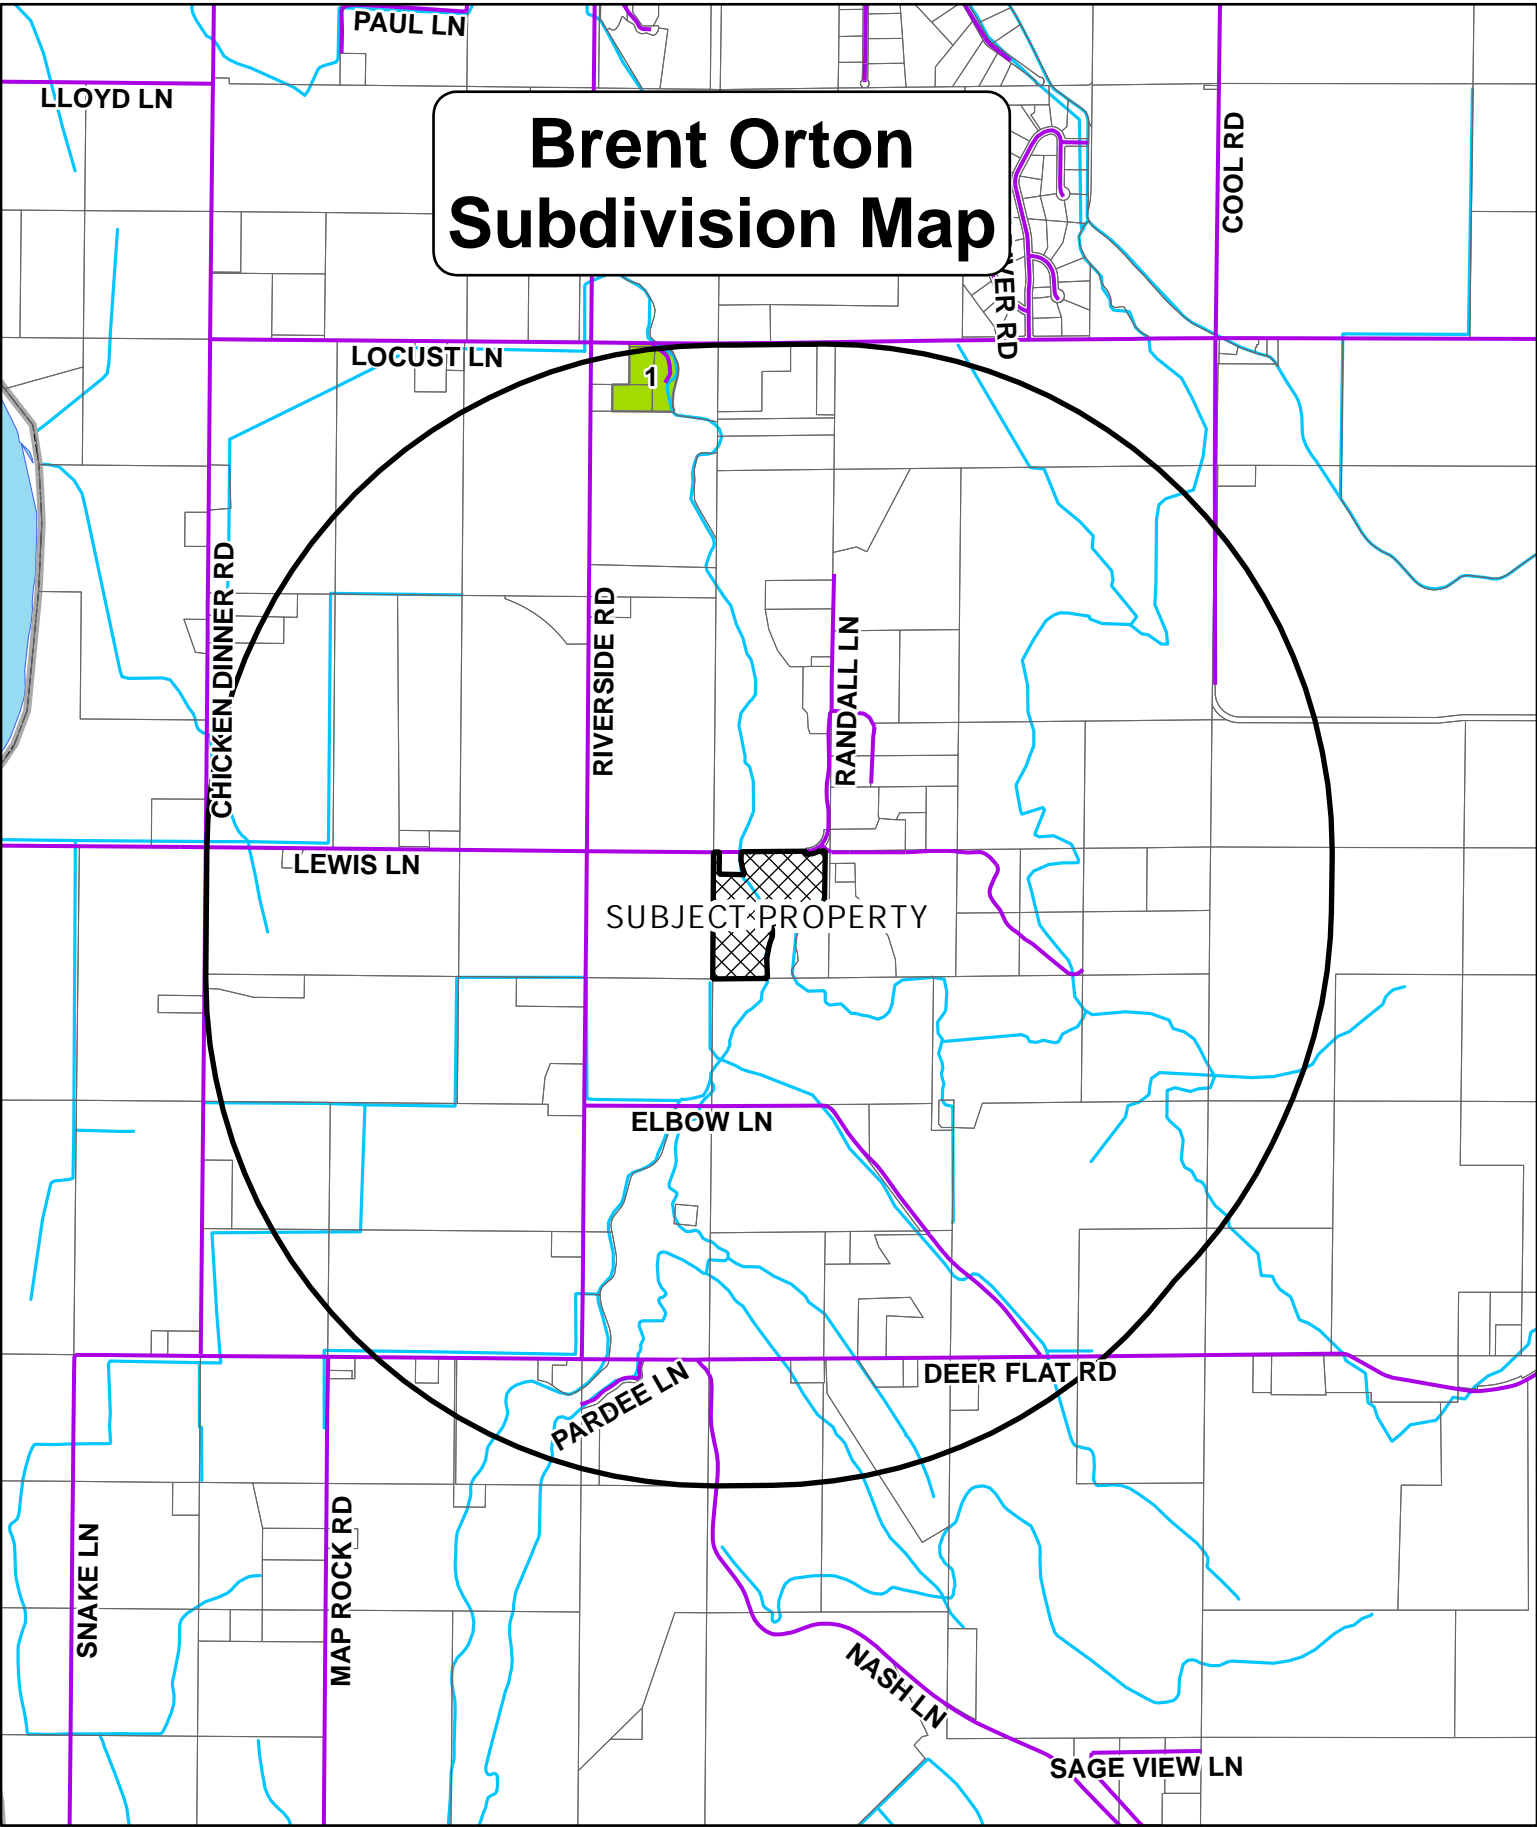 PAUL LN
LLOYD LN
Brent Orton
Subdivision Map
COOL RD
VER RD
LOCUST LN
1
CHICKEN DINNER RD
RIVERSIDE RD
RANDALL LN
LEWIS LN
SUBJECT PROPERTY
ELBOW LN
DEER FLAT RD
PARDEE LN
SNAKE LN
MAP ROCK RD
NASH LN
SAGE VIEW LN